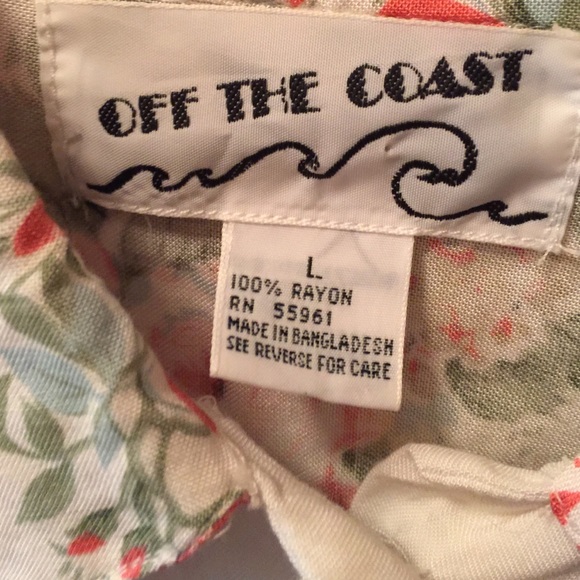 OFF THE COAST
L
100% RAYON
RN 55961
MADE IN BANGLADESH
SEE REVERSE FOR CARE